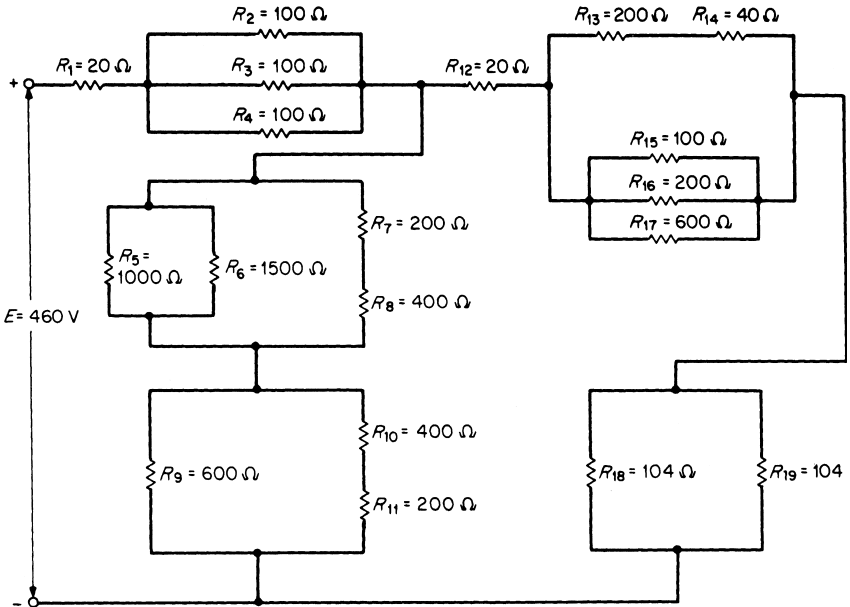 R2 = 100 Ω
R13 = 200 Ω R14 = 40 Ω
R1 = 20 Ω R3 = 100 Ω R12 = 20 Ω
+
R4 = 100 Ω
R15 = 100 Ω
R16 = 200 Ω
R17 = 600 Ω
R7 = 200 Ω
R5 =
1000 Ω
R6 = 1500 Ω
R8 = 400 Ω
E = 460 V
R10 = 400 Ω
R9 = 600 Ω R18 = 104 Ω R19 = 104
R11 = 200 Ω
−